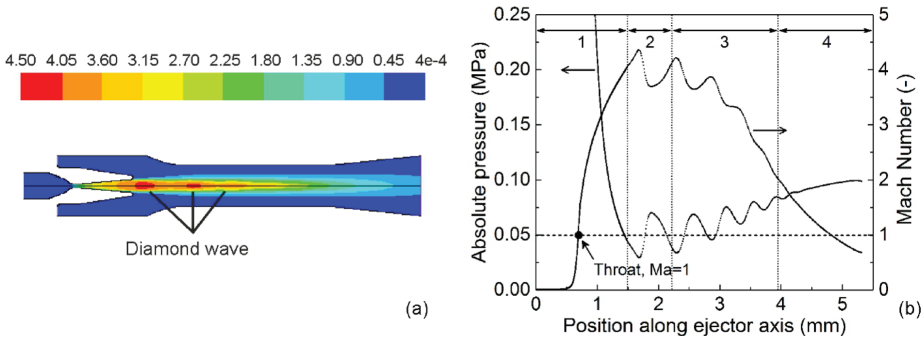 4.50 4.05 3.60 3.15 2.70 2.25 1.80 1.35 0.90 0.45 4e-4
Diamond wave
(a)
Absolute pressure (MPa)
0.25
0.20
0.15
0.10
0.05
0.00
1 2 3 4
Throat, Ma=1
0 1 2 3 4 5
Position along ejector axis (mm)
5
4
3
2
1
0
Mach Number (-)
(b)